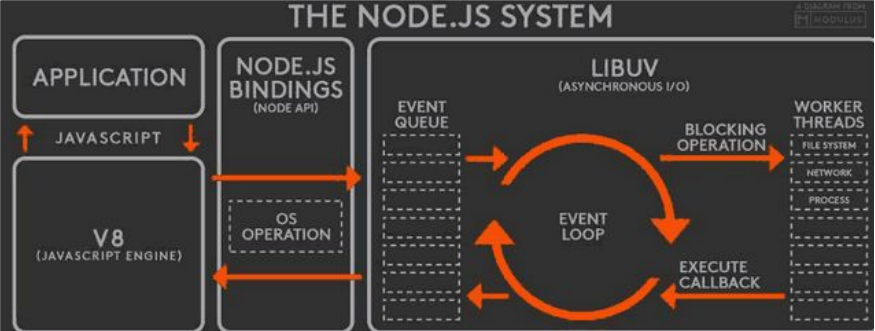 THE NODE.JS SYSTEM
A DIAGRAM FROM
MODULUS
APPLICATION
JAVASCRIPT
V8
(JAVASCRIPT ENGINE)
NODE.JS
BINDINGS
(NODE API)
OS
OPERATION
LIBUV
(ASYNCHRONOUS I/O)
EVENT
QUEUE
EVENT
LOOP
BLOCKING
OPERATION
EXECUTE
CALLBACK
WORKER
THREADS
FILE SYSTEM
NETWORK
PROCESS